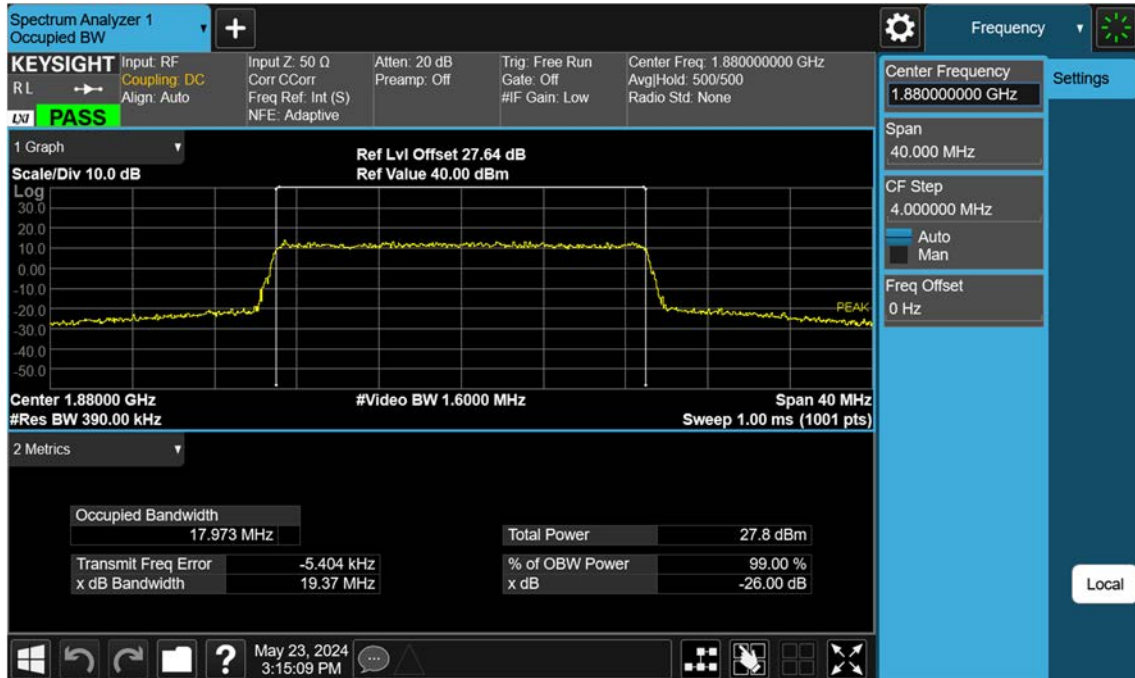 Spectrum Analyzer 1
Occupied BW
Frequency
KEYSIGHT
R L
LXI
PASS
Input: RF
Coupling: DC
Align: Auto
Input Z: 50 Ω
Corr CCorr
Freq Ref: Int (S)
NFE: Adaptive
Atten: 20 dB
Preamp: Off
Trig: Free Run
Gate: Off
#IF Gain: Low
Center Freq: 1.880000000 GHz
Avg|Hold: 500/500
Radio Std: None
Center Frequency
1.880000000 GHz
Settings
Span
40.000 MHz
CF Step
4.000000 MHz
Auto
Man
Freq Offset
0 Hz
Local
1 Graph
Scale/Div 10.0 dB
Ref Lvl Offset 27.64 dB
Ref Value 40.00 dBm
Log
30.0
20.0
10.0
0.00
-10.0
-20.0
-30.0
-40.0
-50.0
PEAK
Center 1.88000 GHz
#Video BW 1.6000 MHz
Span 40 MHz
#Res BW 390.00 kHz
Sweep 1.00 ms (1001 pts)
2 Metrics
Occupied Bandwidth
17.973 MHz
Total Power 27.8 dBm
Transmit Freq Error -5.404 kHz
% of OBW Power 99.00 %
x dB Bandwidth 19.37 MHz
x dB -26.00 dB
May 23, 2024
3:15:09 PM